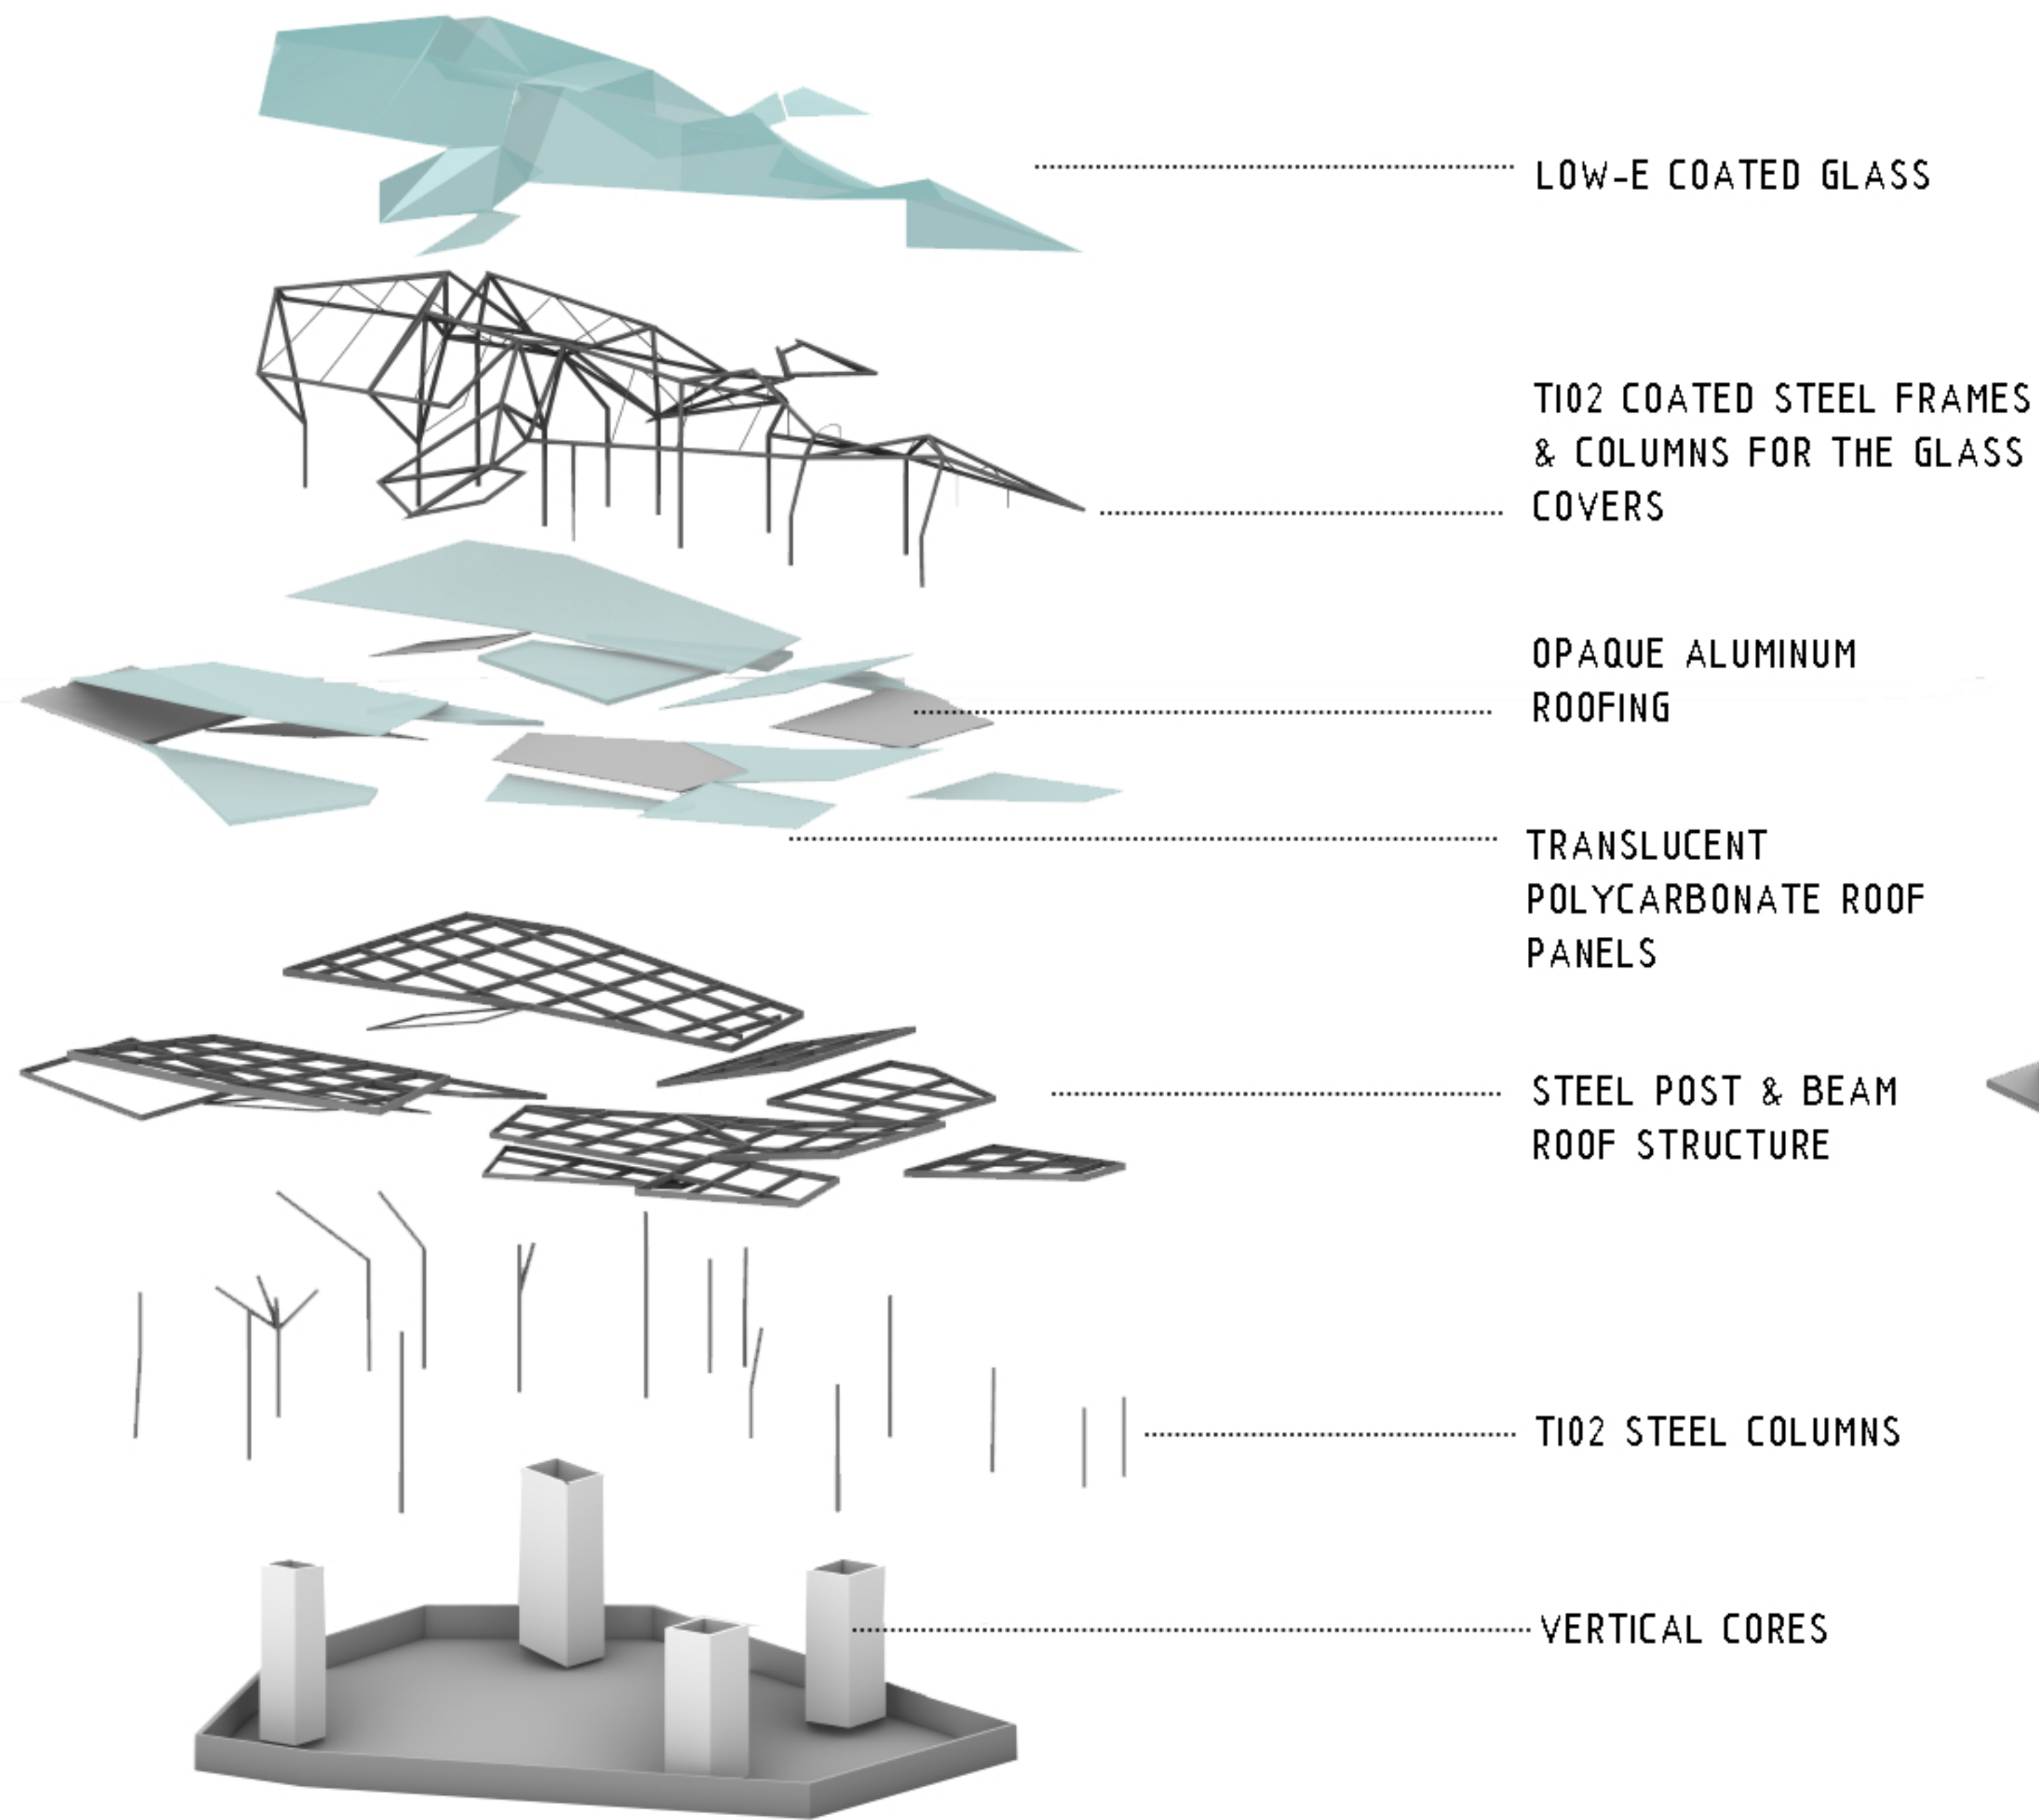 LOW-E COATED GLASS
TI02 COATED STEEL FRAMES
& COLUMNS FOR THE GLASS
COVERS
OPAQUE ALUMINUM
ROOFING
TRANSLUCENT
POLYCARBONATE ROOF
PANELS
STEEL POST & BEAM
ROOF STRUCTURE
TI02 STEEL COLUMNS
VERTICAL CORES